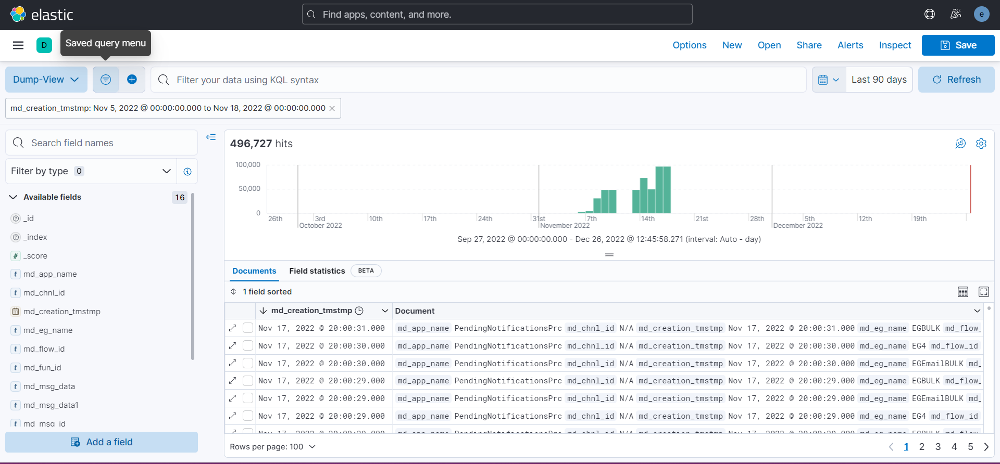 elastic
Find apps, content, and more.
e
D
Saved query menu
Options
New
Open
Share
Alerts
Inspect
Save
Dump-View
Filter your data using KQL syntax
Last 90 days
Refresh
md_creation_tmstmp: Nov 5, 2022 @ 00:00:00.000 to Nov 18, 2022 @ 00:00:00.000 ×
Search field names
Filter by type 0
Available fields 16
_id
_index
# _score
t md_app_name
t md_chnl_id
md_creation_tmstmp
t md_eg_name
t md_flow_id
t md_fun_id
t md_msg_data
t md_msg_data1
t md_msg_id
Add a field
496,727 hits
100,000
50,000
0
26th 3rd 10th 17th 24th 31st 7th 14th 21st 28th 5th 12th 19th
October 2022 November 2022 December 2022
Sep 27, 2022 @ 00:00:00.000 - Dec 26, 2022 @ 12:45:58.271 (interval: Auto - day)
Documents Field statistics BETA
1 field sorted
md_creation_tmstmp Document
Nov 17, 2022 @ 20:00:31.000 md_app_name PendingNotificationsPrc md_chnl_id N/A md_creation_tmstmp Nov 17, 2022 @ 20:00:31.000 md_eg_name EGBULK md_flow_
Nov 17, 2022 @ 20:00:30.000 md_app_name PendingNotificationsPrc md_chnl_id N/A md_creation_tmstmp Nov 17, 2022 @ 20:00:30.000 md_eg_name EG4 md_flow_id
Nov 17, 2022 @ 20:00:30.000 md_app_name PendingNotificationsPrc md_chnl_id N/A md_creation_tmstmp Nov 17, 2022 @ 20:00:30.000 md_eg_name EGEmailBULK md_
Nov 17, 2022 @ 20:00:29.000 md_app_name PendingNotificationsPrc md_chnl_id N/A md_creation_tmstmp Nov 17, 2022 @ 20:00:29.000 md_eg_name EGBULK md_flow_
Nov 17, 2022 @ 20:00:29.000 md_app_name PendingNotificationsPrc md_chnl_id N/A md_creation_tmstmp Nov 17, 2022 @ 20:00:29.000 md_eg_name EGEmailBULK md_
Nov 17, 2022 @ 20:00:29.000 md_app_name PendingNotificationsPrc md_chnl_id N/A md_creation_tmstmp Nov 17, 2022 @ 20:00:29.000 md_eg_name EG4 md_flow_id
Rows per page: 100
1 2 3 4 5